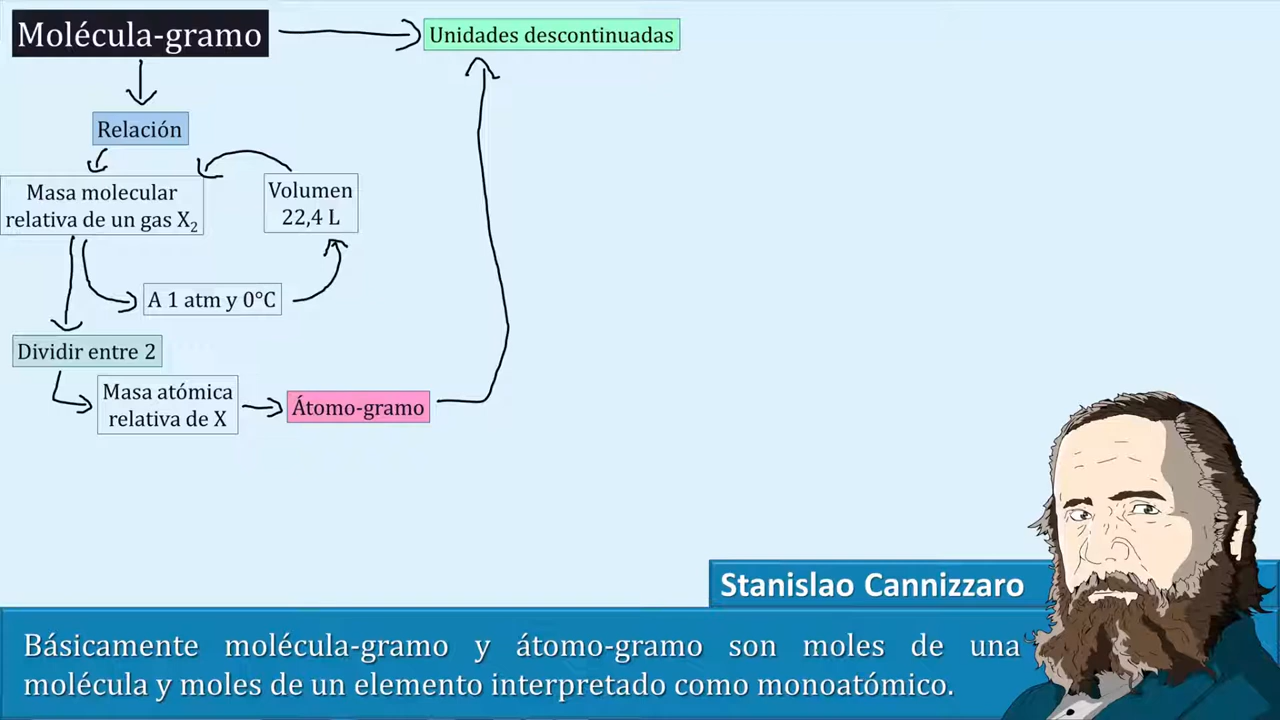 Molécula-gramo
Unidades descontinuadas
Relación
Masa molecular
relativa de un gas X₂
Volumen
22,4 L
A 1 atm y 0°C
Dividir entre 2
Masa atómica
relativa de X
Átomo-gramo
Stanislao Cannizzaro
Básicamente molécula-gramo y átomo-gramo son moles de una
molécula y moles de un elemento interpretado como monoatómico.